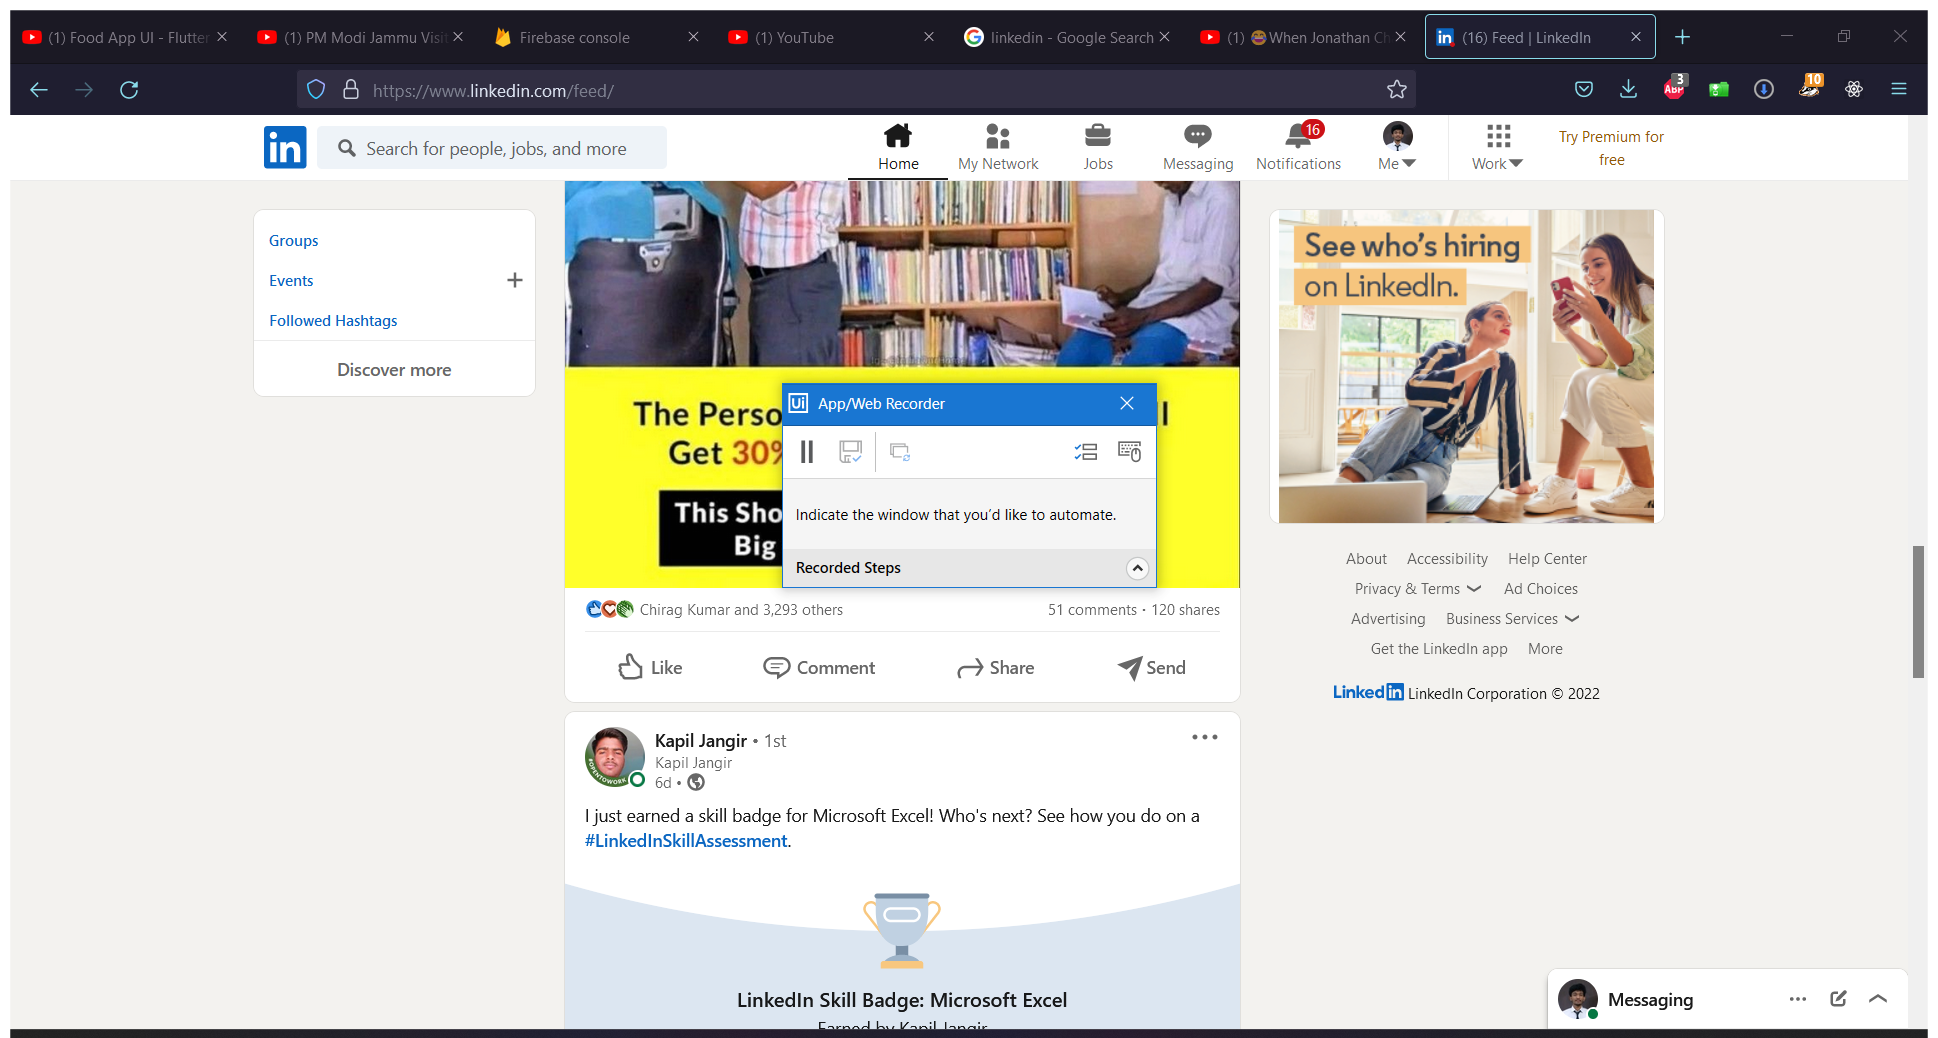 (1) Food App UI - Flutter
(1) PM Modi Jammu Visit
Firebase console
(1) YouTube
linkedin - Google Search
(1) 😂When Jonathan Ch
(16) Feed | LinkedIn
https://www.linkedin.com/feed/
ABP
3
10
in
Search for people, jobs, and more
Home
My Network
Jobs
Messaging
16
Notifications
Me
Work
Try Premium for
free
Groups
Events
Followed Hashtags
Discover more
The Perso
Get 30%
This Sho
Big
Ui App/Web Recorder
Indicate the window that you'd like to automate.
Recorded Steps
Chirag Kumar and 3,293 others
51 comments • 120 shares
Like
Comment
Share
Send
Kapil Jangir • 1st
Kapil Jangir
6d •
#OPENTOWORK
I just earned a skill badge for Microsoft Excel! Who's next? See how you do on a
#LinkedInSkillAssessment.
LinkedIn Skill Badge: Microsoft Excel
Earned by Kapil Jangir
See who's hiring
on LinkedIn.
About Accessibility Help Center
Privacy & Terms Ad Choices
Advertising Business Services
Get the LinkedIn app More
LinkedIn LinkedIn Corporation © 2022
Messaging